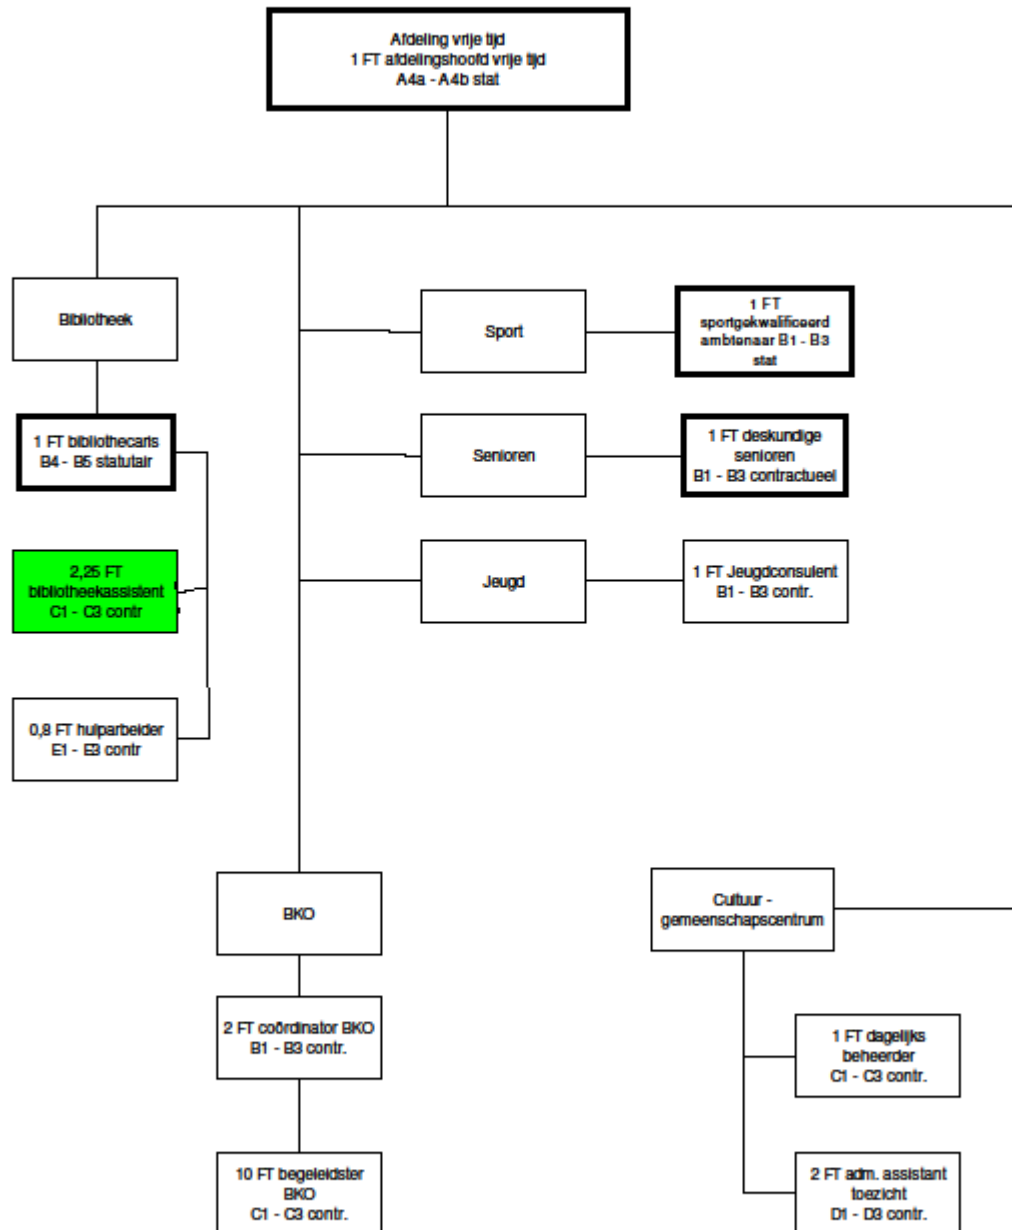 Afdeling vrije tijd
1 FT afdelingshoofd vrije tijd
A4a - A4b stat
Bibliotheek
1 FT bibliothecaris
B4 - B5 statutair
2,25 FT
bibliotheekassistent
C1 - C3 contr
0,8 FT hulparbeider
E1 - E3 contr
Sport
1 FT
sportgekwalificeerd
ambtenaar B1 - B3
stat
Senioren
1 FT deskundige
senioren
B1 - B3 contractueel
Jeugd
1 FT Jeugdconsulent
B1 - B3 contr.
BKO
2 FT coördinator BKO
B1 - B3 contr.
10 FT begeleidster
BKO
C1 - C3 contr.
Cultuur -
gemeenschapscentrum
1 FT dagelijks
beheerder
C1 - C3 contr.
2 FT adm. assistant
toezicht
D1 - D3 contr.